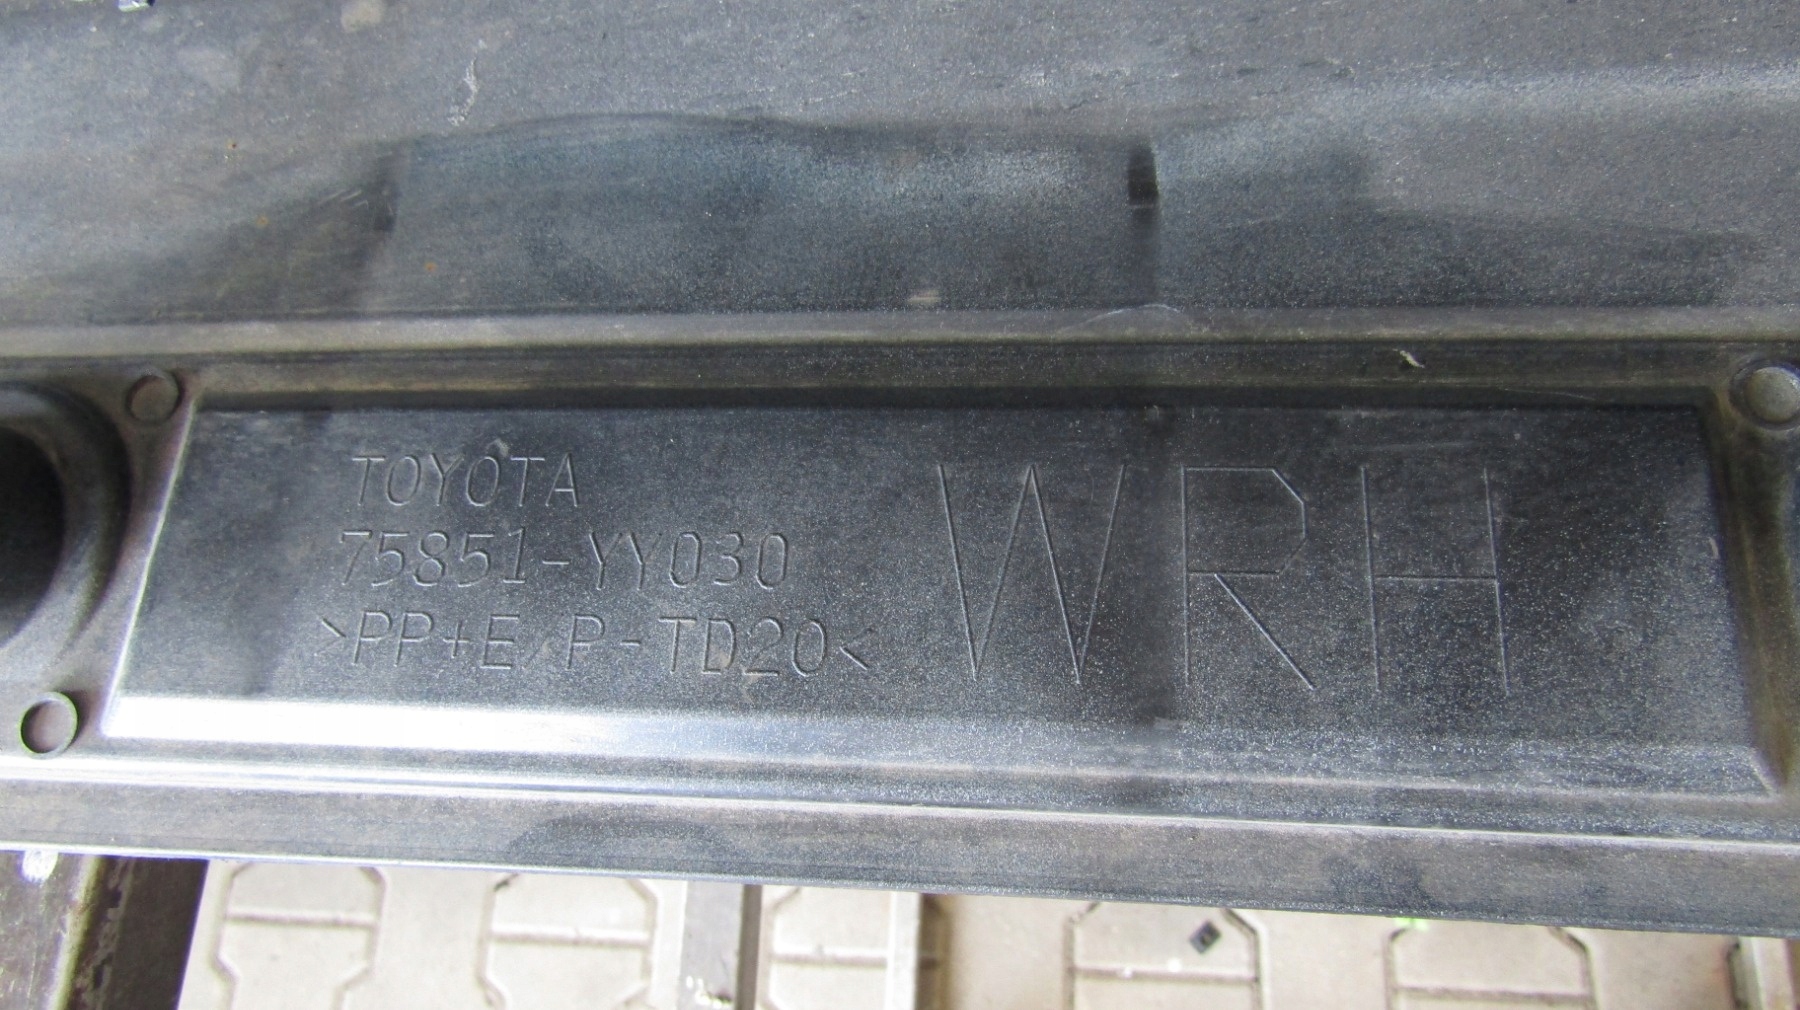 TOYOTA
75851-YY030
>PP+E/P-TD20<
WRH